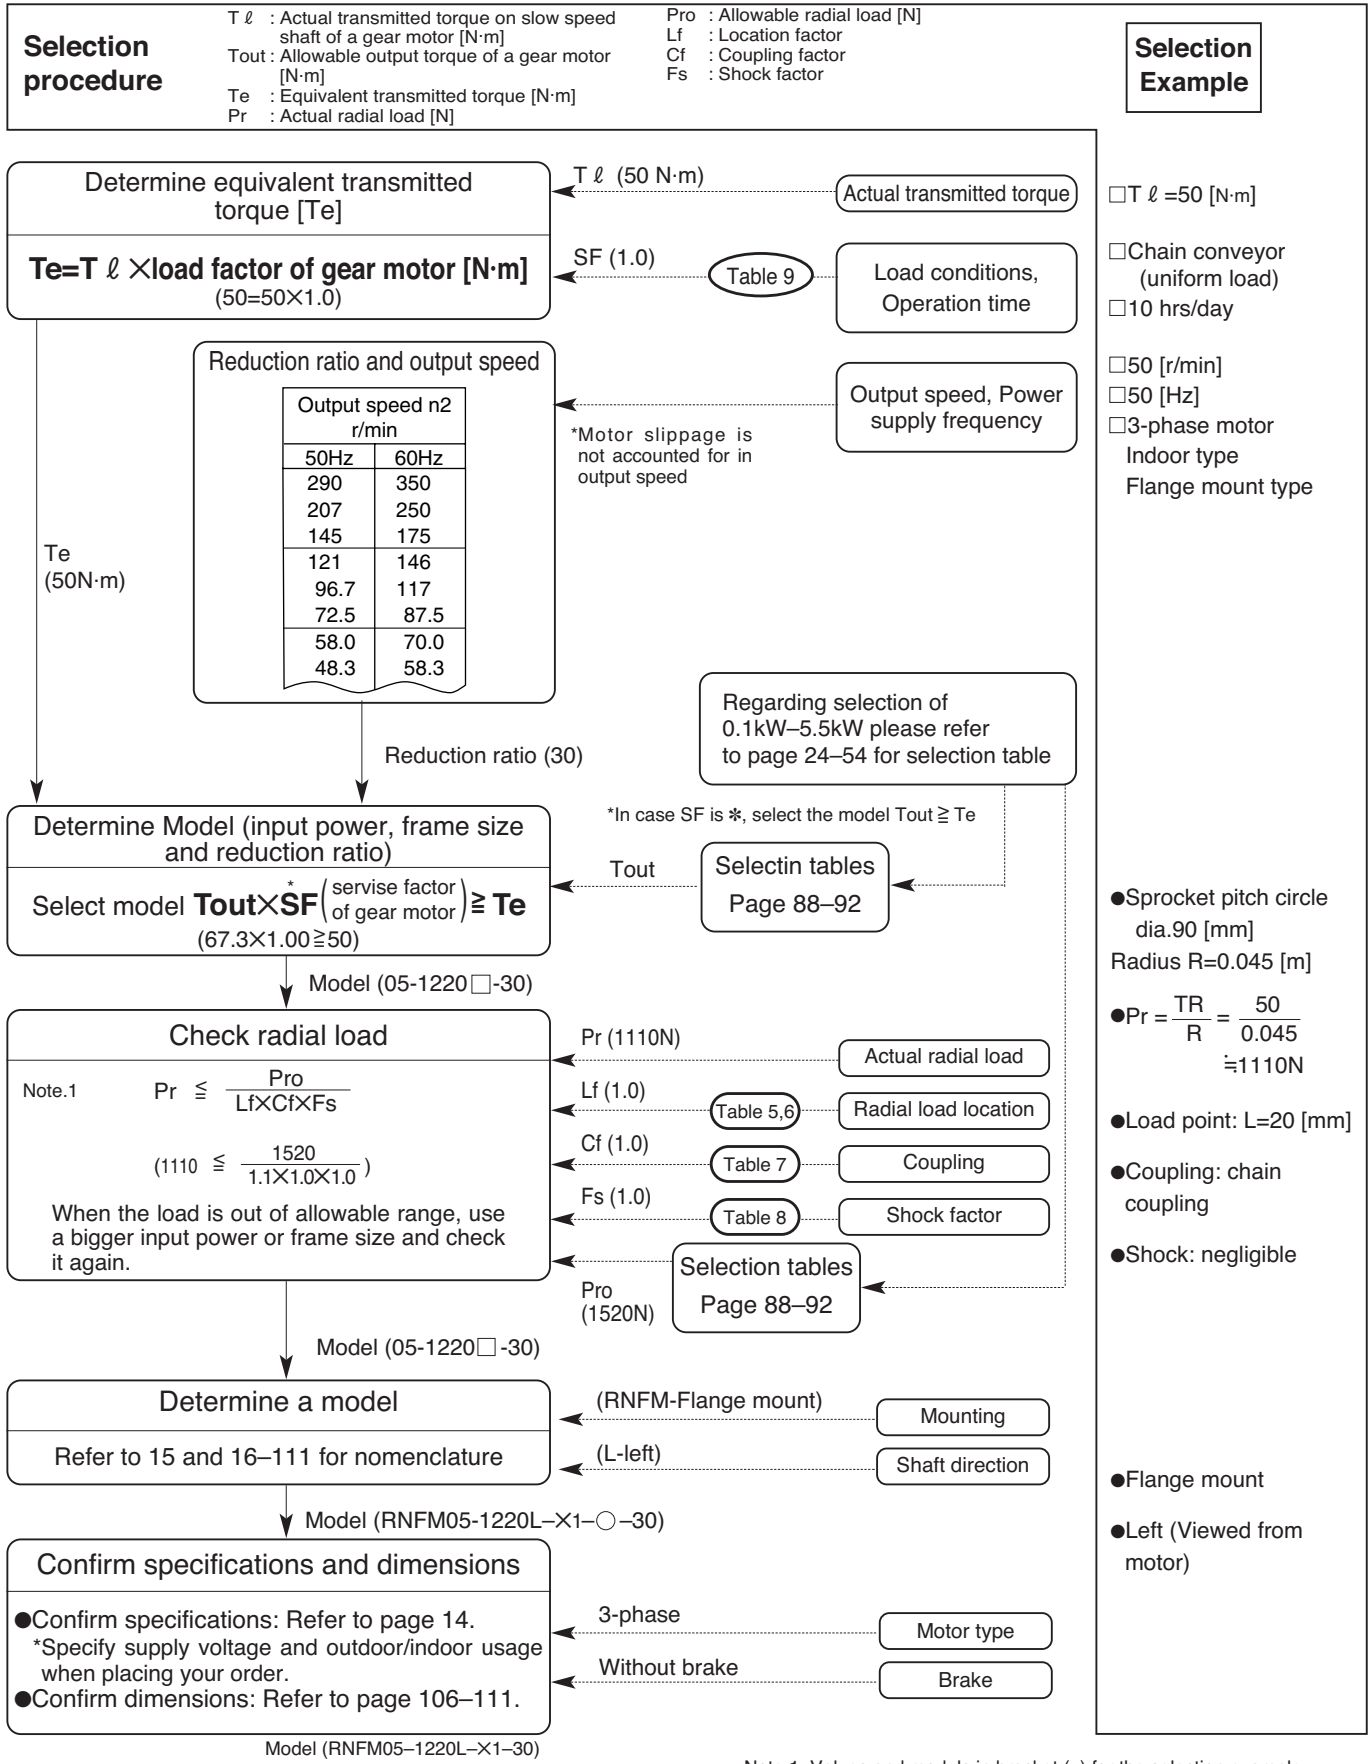 Selection
procedure
T ℓ : Actual transmitted torque on slow speed
shaft of a gear motor [N·m]
Tout : Allowable output torque of a gear motor
[N·m]
Te : Equivalent transmitted torque [N·m]
Pr : Actual radial load [N]
Pro : Allowable radial load [N]
Lf : Location factor
Cf : Coupling factor
Fs : Shock factor
Selection
Example
Determine equivalent transmitted
torque [Te]
Te=T ℓ ×load factor of gear motor [N·m]
(50=50×1.0)
T ℓ (50 N·m)
Actual transmitted torque
SF (1.0)
Table 9
Load conditions,
Operation time
□T ℓ =50 [N·m]
□Chain conveyor
(uniform load)
□10 hrs/day
Reduction ratio and output speed
Output speed n2
r/min
50Hz 60Hz
290 350
207 250
145 175
121 146
96.7 117
72.5 87.5
58.0 70.0
48.3 58.3
*Motor slippage is
not accounted for in
output speed
Output speed, Power
supply frequency
□50 [r/min]
□50 [Hz]
□3-phase motor
Indoor type
Flange mount type
Te
(50N·m)
Reduction ratio (30)
Regarding selection of
0.1kW–5.5kW please refer
to page 24–54 for selection table
Determine Model (input power, frame size
and reduction ratio)
Select model Tout×SF* (servise factor
of gear motor) ≧ Te
(67.3×1.00≧50)
*In case SF is ✻, select the model Tout ≧ Te
Tout
Selectin tables
Page 88–92
Model (05-1220□-30)
●Sprocket pitch circle
dia.90 [mm]
Radius R=0.045 [m]
●Pr = TR/R = 50/0.045
≒1110N
Check radial load
Note.1 Pr ≦ Pro
Lf×Cf×Fs
(1110 ≦ 1520
1.1×1.0×1.0 )
When the load is out of allowable range, use
a bigger input power or frame size and check
it again.
Pr (1110N)
Actual radial load
Lf (1.0)
Table 5,6
Radial load location
Cf (1.0)
Table 7
Coupling
Fs (1.0)
Table 8
Shock factor
Pro
(1520N)
Selection tables
Page 88–92
●Load point: L=20 [mm]
●Coupling: chain
coupling
●Shock: negligible
Model (05-1220□-30)
Determine a model
Refer to 15 and 16–111 for nomenclature
(RNFM-Flange mount)
Mounting
(L-left)
Shaft direction
●Flange mount
●Left (Viewed from
motor)
Model (RNFM05-1220L–×1–○–30)
Confirm specifications and dimensions
●Confirm specifications: Refer to page 14.
*Specify supply voltage and outdoor/indoor usage
when placing your order.
●Confirm dimensions: Refer to page 106–111.
3-phase
Motor type
Without brake
Brake
Model (RNFM05–1220L–×1–30)